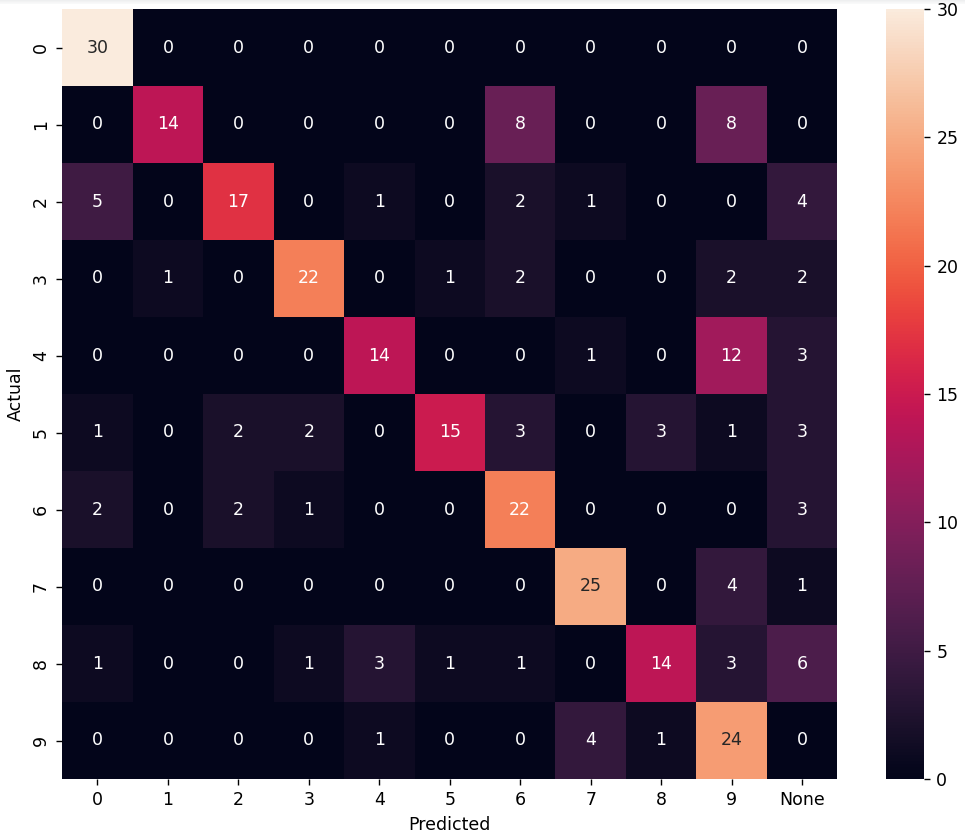 0 30 0 0 0 0 0 0 0 0 0 0
1 0 14 0 0 0 0 8 0 0 8 0
2 5 0 17 0 1 0 2 1 0 0 4
3 0 1 0 22 0 1 2 0 0 2 2
4 0 0 0 0 14 0 0 1 0 12 3
5 1 0 2 2 0 15 3 0 3 1 3
6 2 0 2 1 0 0 22 0 0 0 3
7 0 0 0 0 0 0 0 25 0 4 1
8 1 0 0 1 3 1 1 0 14 3 6
9 0 0 0 0 1 0 0 4 1 24 0
0 1 2 3 4 5 6 7 8 9 None
Predicted
Actual
30
25
20
15
10
5
0